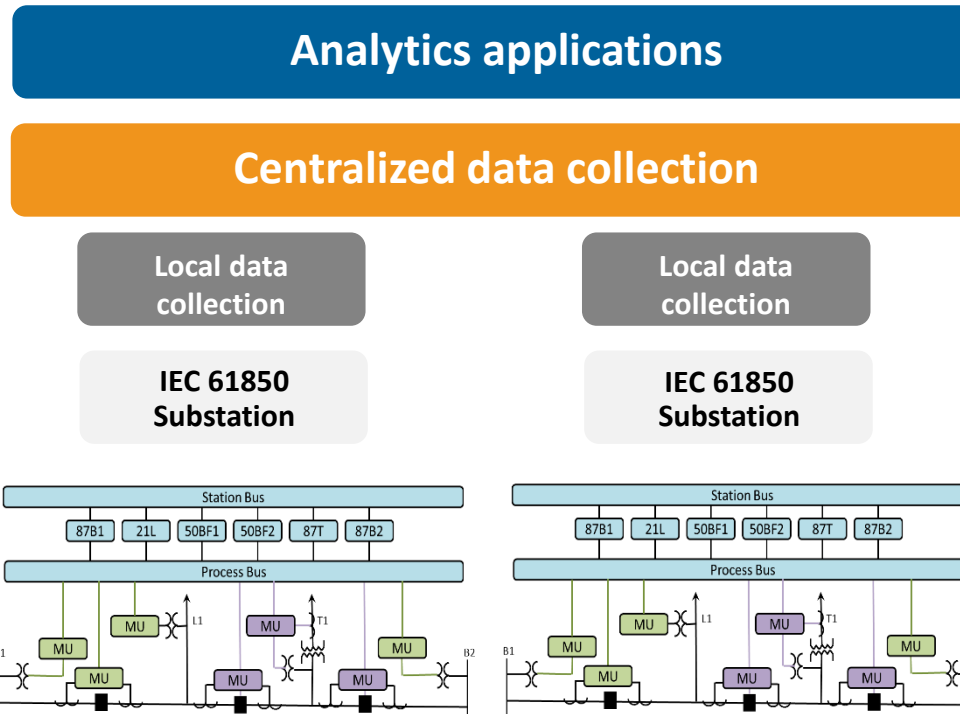 Analytics applications
Centralized data collection
Local data
collection
Local data
collection
IEC 61850
Substation
IEC 61850
Substation
Station Bus
87B1 21L 50BF1 50BF2 87T 87B2
Process Bus
MU L1 MU T1
MU MU
1 B2
MU MU MU
Station Bus
87B1 21L 50BF1 50BF2 87T 87B2
Process Bus
MU L1 MU T1
MU MU
B1
MU MU MU